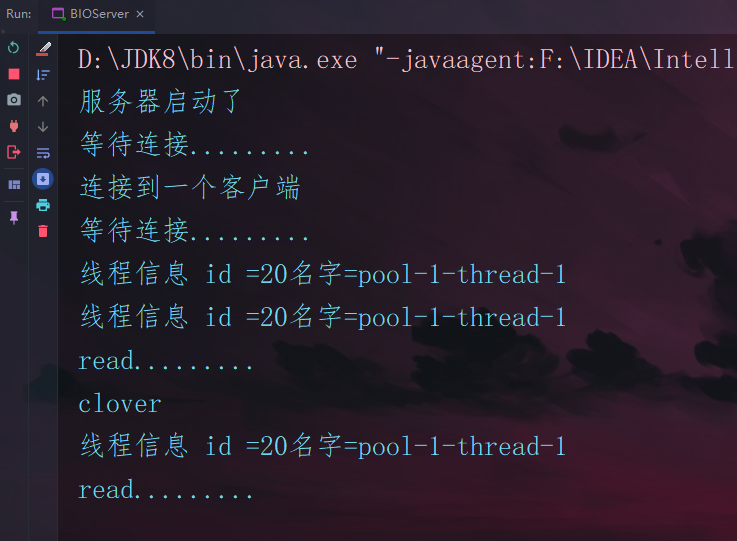 Run: BIOServer ×
D:\JDK8\bin\java.exe "-javaagent:F:\IDEA\Intell
服务器启动了
等待连接.........
连接到一个客户端
等待连接.........
线程信息 id =20名字=pool-1-thread-1
线程信息 id =20名字=pool-1-thread-1
read.........
clover
线程信息 id =20名字=pool-1-thread-1
read.........